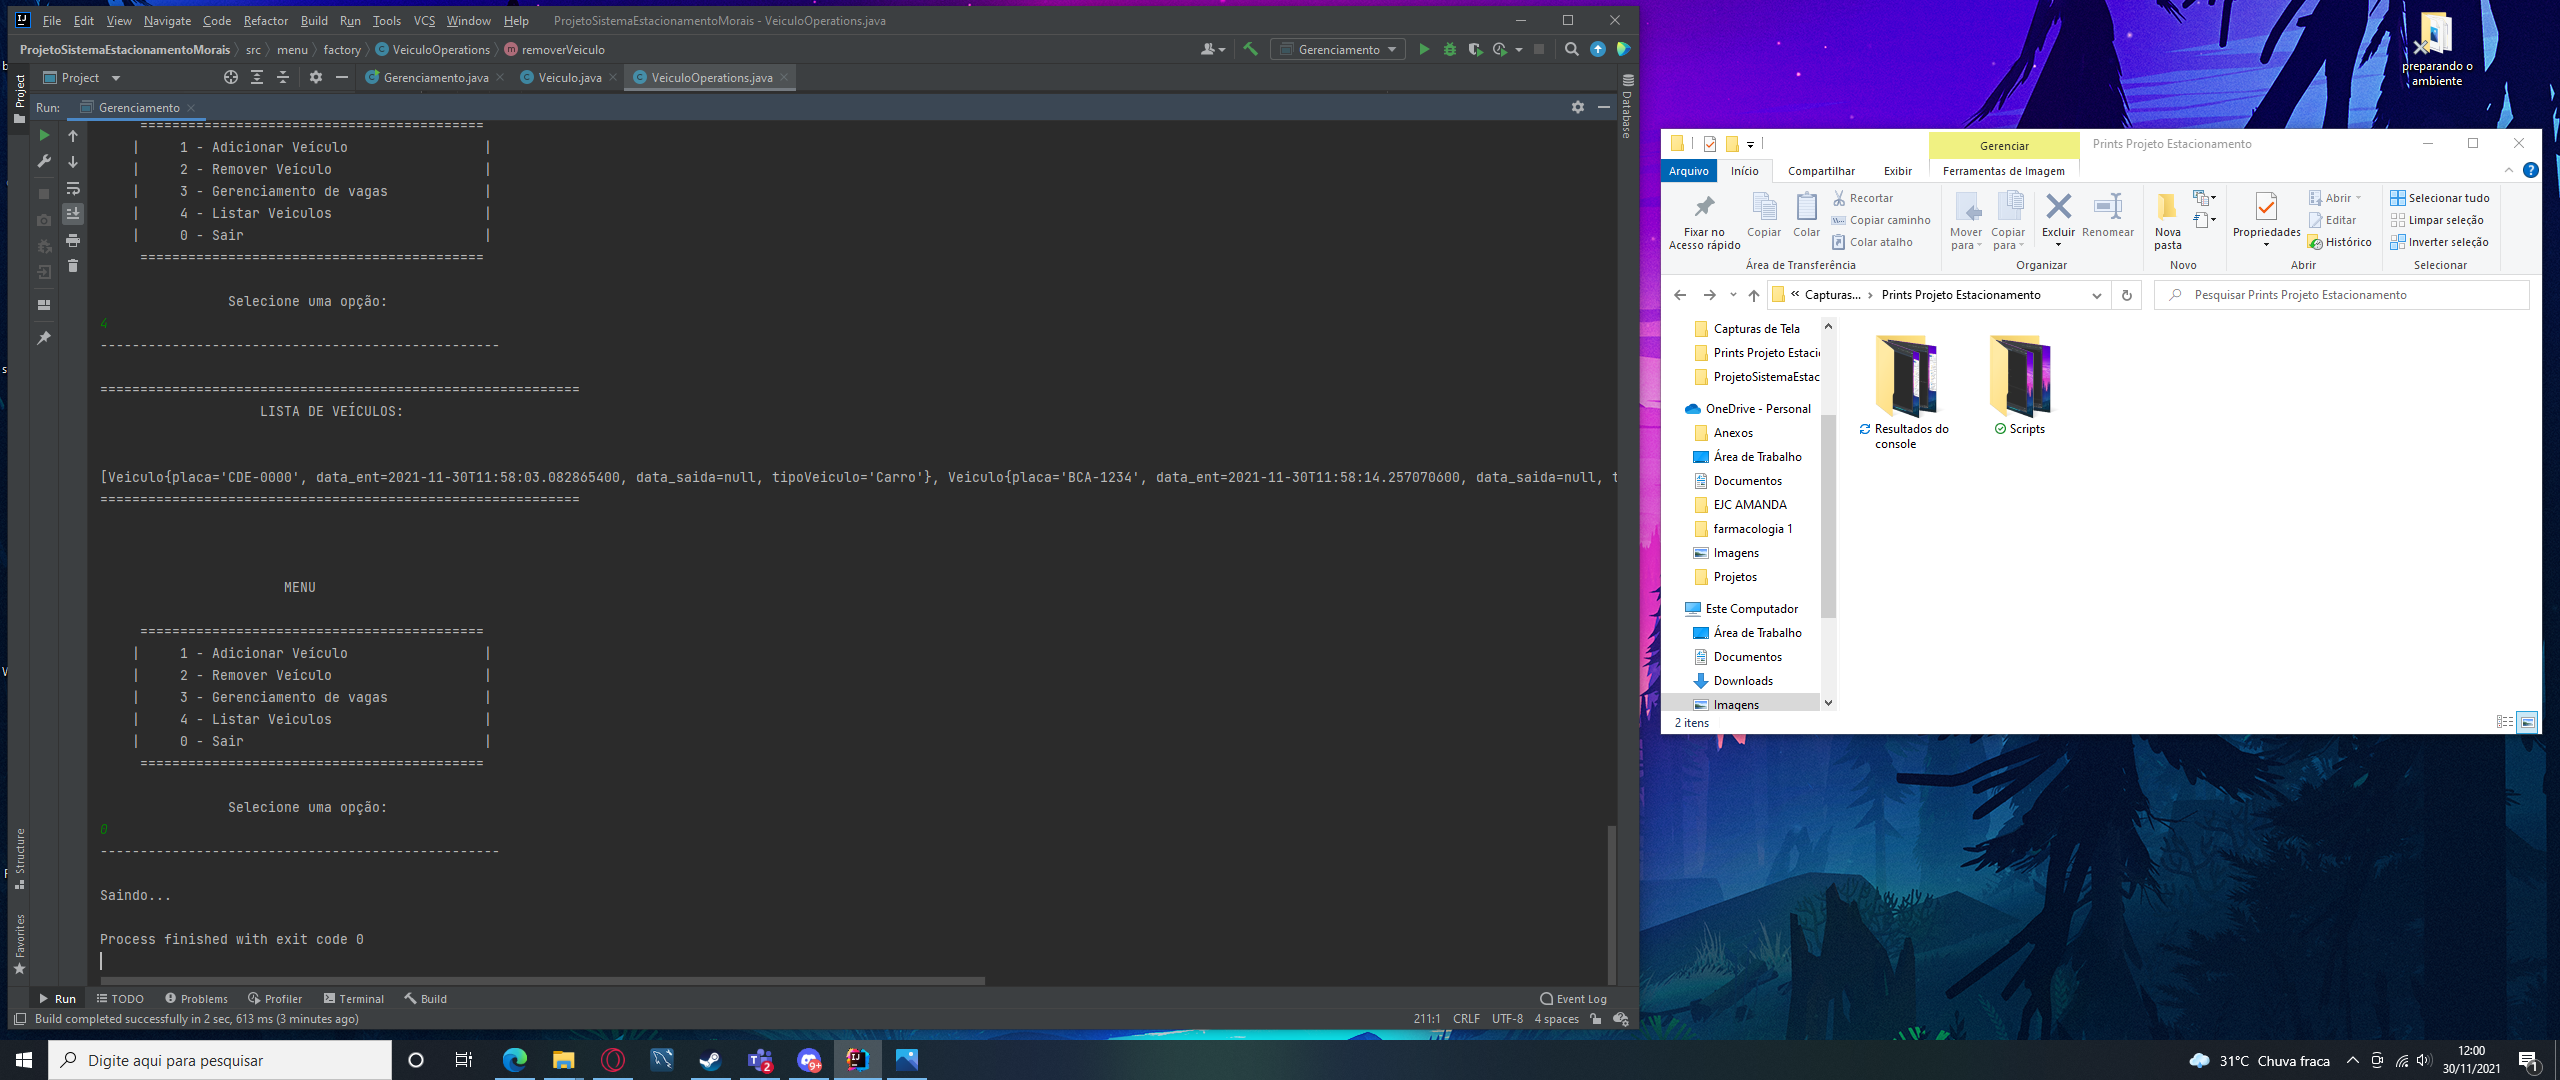 File Edit View Navigate Code Refactor Build Run Tools VCS Window Help ProjetoSistemaEstacionamentoMorais - VeiculoOperations.java
ProjetoSistemaEstacionamentoMorais src menu factory VeiculoOperations removerVeiculo Gerenciamento
Project Gerenciamento.java Veiculo.java VeiculoOperations.java
Run: Gerenciamento
Project
Database
Structure
Favorites
===========================================
| 1 - Adicionar Veículo |
| 2 - Remover Veículo |
| 3 - Gerenciamento de vagas |
| 4 - Listar Veiculos |
| 0 - Sair |
===========================================
Selecione uma opção:
4
--------------------------------------------------
============================================================
LISTA DE VEÍCULOS:
[Veiculo{placa='CDE-0000', data_ent=2021-11-30T11:58:03.082865400, data_saida=null, tipoVeiculo='Carro'}, Veiculo{placa='BCA-1234', data_ent=2021-11-30T11:58:14.257070600, data_saida=null, t
============================================================
MENU
===========================================
| 1 - Adicionar Veículo |
| 2 - Remover Veículo |
| 3 - Gerenciamento de vagas |
| 4 - Listar Veiculos |
| 0 - Sair |
===========================================
Selecione uma opção:
0
--------------------------------------------------
Saindo...
Process finished with exit code 0
Run TODO Problems Profiler Terminal Build Event Log
Build completed successfully in 2 sec, 613 ms (3 minutes ago) 211:1 CRLF UTF-8 4 spaces
preparando o
ambiente
Gerenciar Prints Projeto Estacionamento
Arquivo Início Compartilhar Exibir Ferramentas de Imagem
Fixar no
Acesso rápido
Copiar
Colar
Recortar
Copiar caminho
Colar atalho
Área de Transferência
Mover
para
Copiar
para
Excluir
Renomear
Organizar
Nova
pasta
Novo
Propriedades
Abrir
Editar
Histórico
Abrir
Selecionar tudo
Limpar seleção
Inverter seleção
Selecionar
« Capturas... › Prints Projeto Estacionamento
Pesquisar Prints Projeto Estacionamento
Capturas de Tela
Prints Projeto Estaci
ProjetoSistemaEstac
OneDrive - Personal
Anexos
Área de Trabalho
Documentos
EJC AMANDA
farmacologia 1
Imagens
Projetos
Este Computador
Área de Trabalho
Documentos
Downloads
Imagens
Resultados do
console
Scripts
2 itens
Digite aqui para pesquisar
2
9+
31°C Chuva fraca
12:00
30/11/2021
1